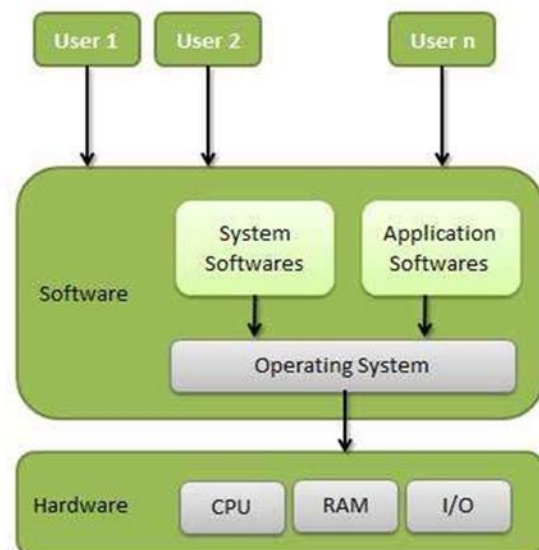 User 1
User 2
User n
System
Softwares
Application
Softwares
Software
Operating System
Hardware
CPU
RAM
I/O